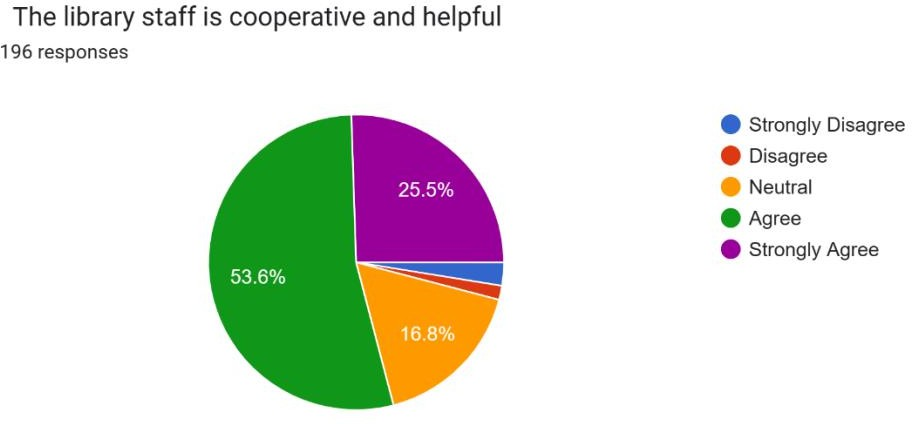 The library staff is cooperative and helpful
196 responses
25.5%
53.6%
16.8%
Strongly Disagree
Disagree
Neutral
Agree
Strongly Agree